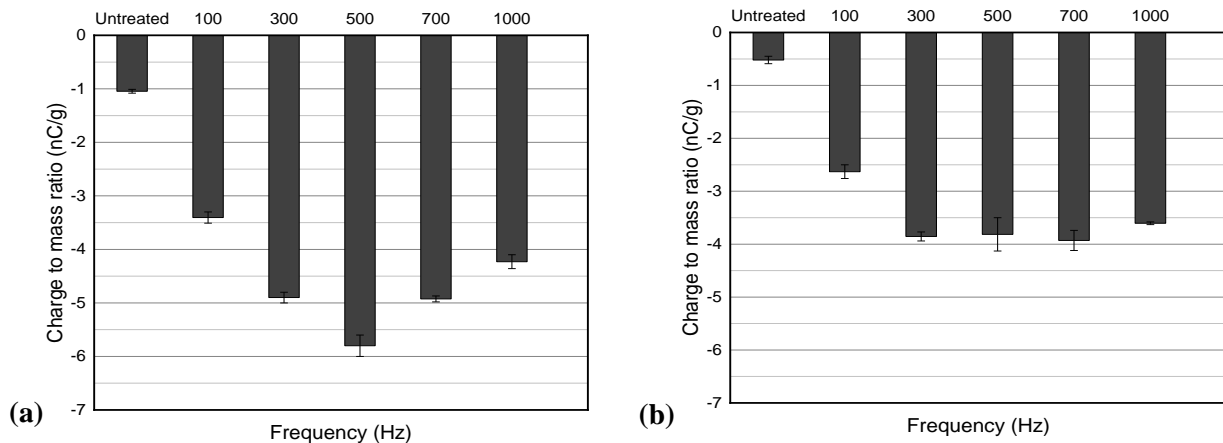 Untreated 100 300 500 700 1000
0
-1
-2
-3
-4
-5
-6
-7
Charge to mass ratio (nC/g)
Frequency (Hz)
(a)
Untreated 100 300 500 700 1000
0
-1
-2
-3
-4
-5
-6
-7
Charge to mass ratio (nC/g)
Frequency (Hz)
(b)